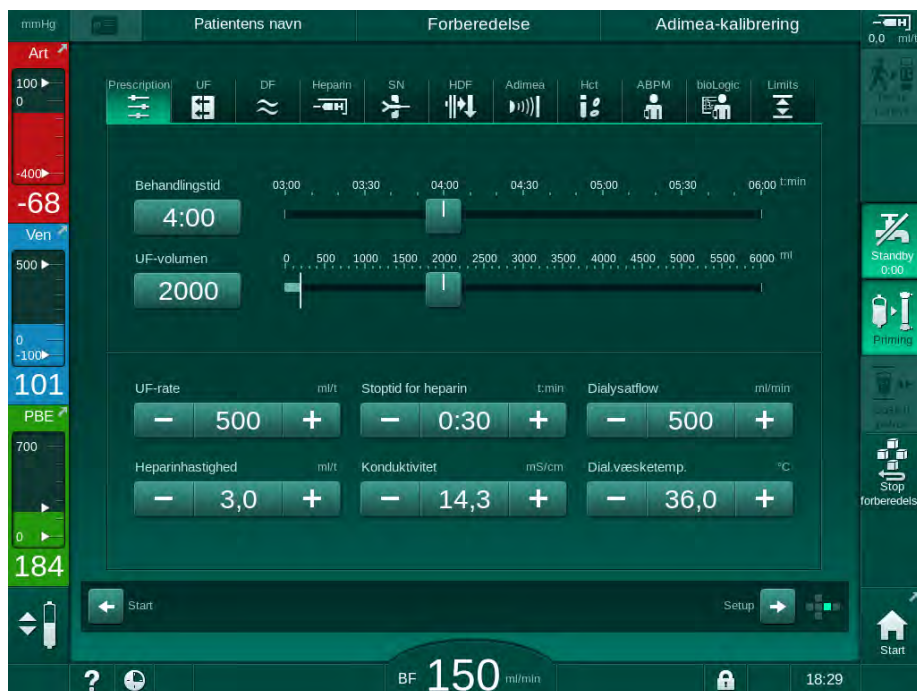 mmHg
Patientens navn
Forberedelse
Adimea-kalibrering
0,0 ml/t
Art
100
0
-400
-68
Ven
500
0
-100
101
PBE
700
0
184
Prescription
UF
DF
Heparin
SN
HDF
Adimea
Hct
ABPM
bioLogic
Limits
Behandlingstid
4:00
03:00 03:30 04:00 04:30 05:00 05:30 06:00 t:min
UF-volumen
2000
0 500 1000 1500 2000 2500 3000 3500 4000 4500 5000 5500 6000 ml
UF-rate ml/t
− 500 +
Stoptid for heparin t:min
− 0:30 +
Dialysatflow ml/min
− 500 +
Heparinhastighed ml/t
− 3,0 +
Konduktivitet mS/cm
− 14,3 +
Dial.væsketemp. °C
− 36,0 +
Start
Setup
Standby
0:00
Priming
Stop
forberedels
Start
?
BF 150 ml/min
18:29